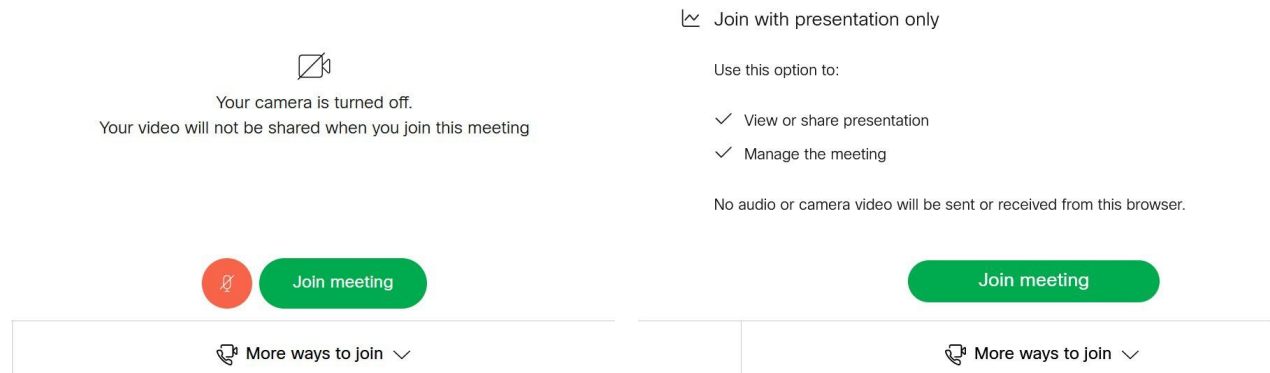 Your camera is turned off.
Your video will not be shared when you join this meeting
Join meeting
More ways to join
Join with presentation only
Use this option to:
View or share presentation
Manage the meeting
No audio or camera video will be sent or received from this browser.
Join meeting
More ways to join